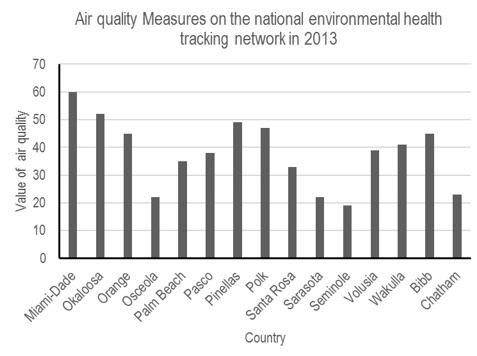 Air quality Measures on the national environmental health
tracking network in 2013
Value of air quality
70
60
50
40
30
20
10
0
Miami-Dade
Okaloosa
Orange
Osceola
Palm Beach
Pasco
Pinellas
Polk
Santa Rosa
Sarasota
Seminole
Volusia
Wakulla
Bibb
Chatham
Country